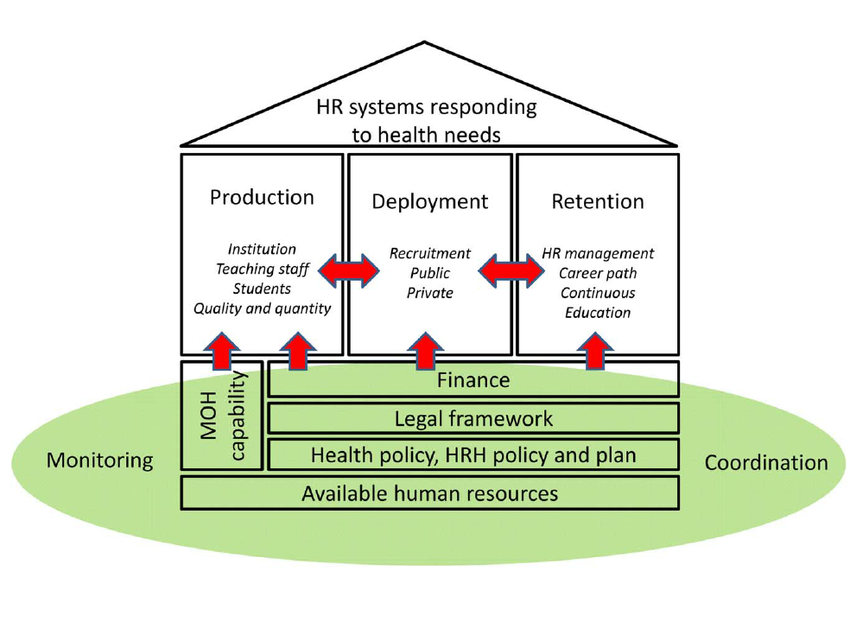 HR systems responding
to health needs
Production
Institution
Teaching staff
Students
Quality and quantity
Deployment
Recruitment
Public
Private
Retention
HR management
Career path
Continuous
Education
MOH
capability
Finance
Legal framework
Health policy, HRH policy and plan
Available human resources
Monitoring
Coordination